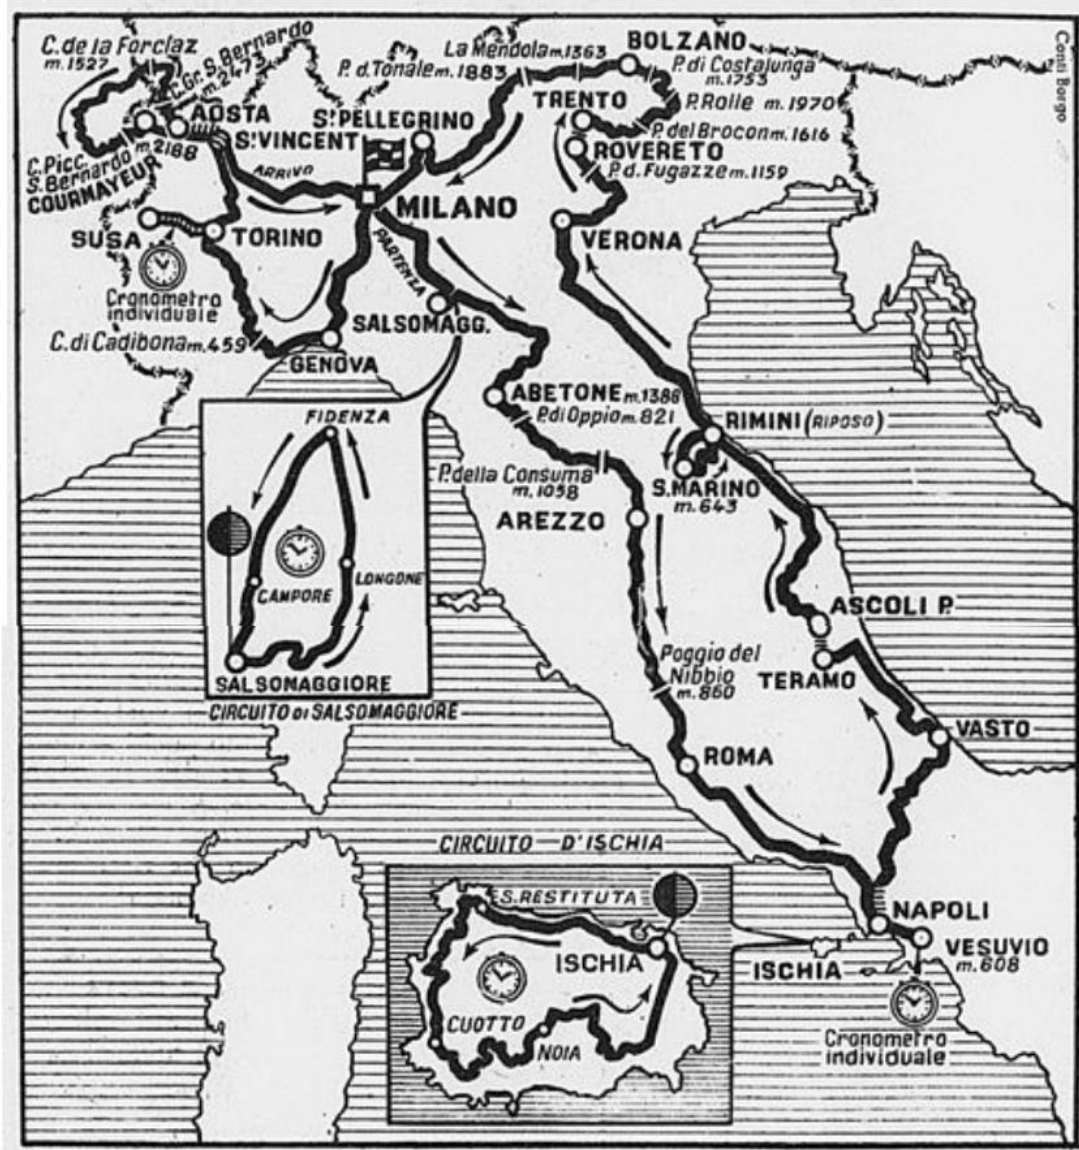 C. de la Forclaz
m. 1527
C. Gr. S. Bernardo
m. 2473
AOSTA
Sᵗ VINCENT
C. Picc.
S. Bernardo m. 2188
COURMAYEUR
ARRIVO
SUSA
TORINO
Cronometro
individuale
C. di Cadibona m. 459
GENOVA
La Mendola m. 1363
P. d. Tonale m. 1883
BOLZANO
P. di Costalunga
m. 1753
P. Rolle m. 1970
TRENTO
P. del Brocon m. 1616
ROVERETO
P. d. Fugazze m. 1159
Sᵗ PELLEGRINO
MILANO
PARTENZA
VERONA
Conti Borgo
SALSOMAGG.
ABETONE m. 1386
P. di Oppio m. 821
P. della Consuma
m. 1058
AREZZO
RIMINI (RIPOSO)
S. MARINO
m. 643
ASCOLI P.
TERAMO
VASTO
Poggio del
Nibbio
m. 860
ROMA
FIDENZA
LONGONE
CAMPORE
SALSOMAGGIORE
CIRCUITO DI SALSOMAGGIORE
CIRCUITO D'ISCHIA
S. RESTITUTA
ISCHIA
CUOTTO
NOIA
ISCHIA
NAPOLI
VESUVIO
m. 608
Cronometro
individuale